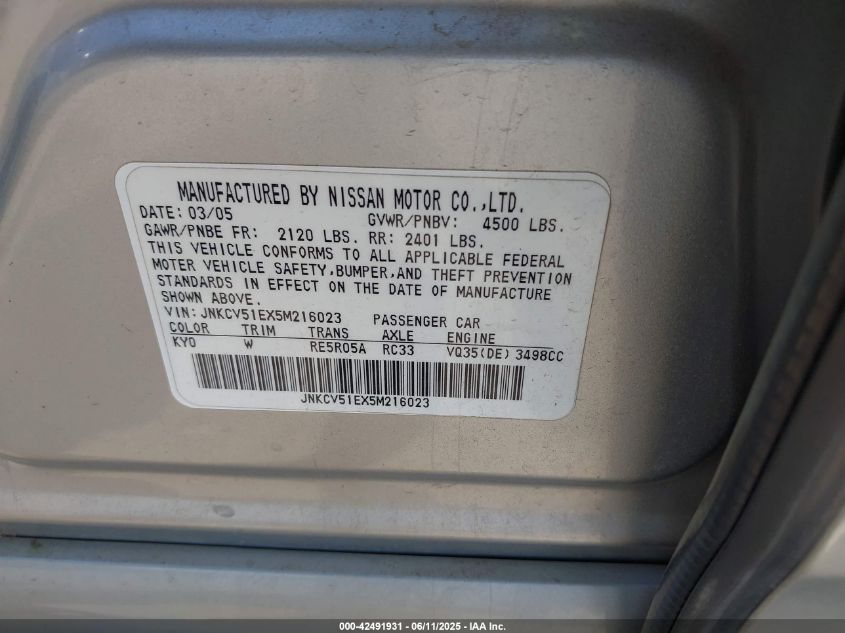 MANUFACTURED BY NISSAN MOTOR CO.,LTD.
DATE: 03/05 GVWR/PNBV: 4500 LBS.
GAWR/PNBE FR: 2120 LBS. RR: 2401 LBS.
THIS VEHICLE CONFORMS TO ALL APPLICABLE FEDERAL
MOTER VEHICLE SAFETY,BUMPER,AND THEFT PREVENTION
STANDARDS IN EFFECT ON THE DATE OF MANUFACTURE
SHOWN ABOVE.
VIN: JNKCV51EX5M216023 PASSENGER CAR
COLOR TRIM TRANS AXLE ENGINE
KY0 W RE5R05A RC33 VQ35(DE) 3498CC
JNKCV51EX5M216023
000-42491931 - 06/11/2025 - IAA Inc.